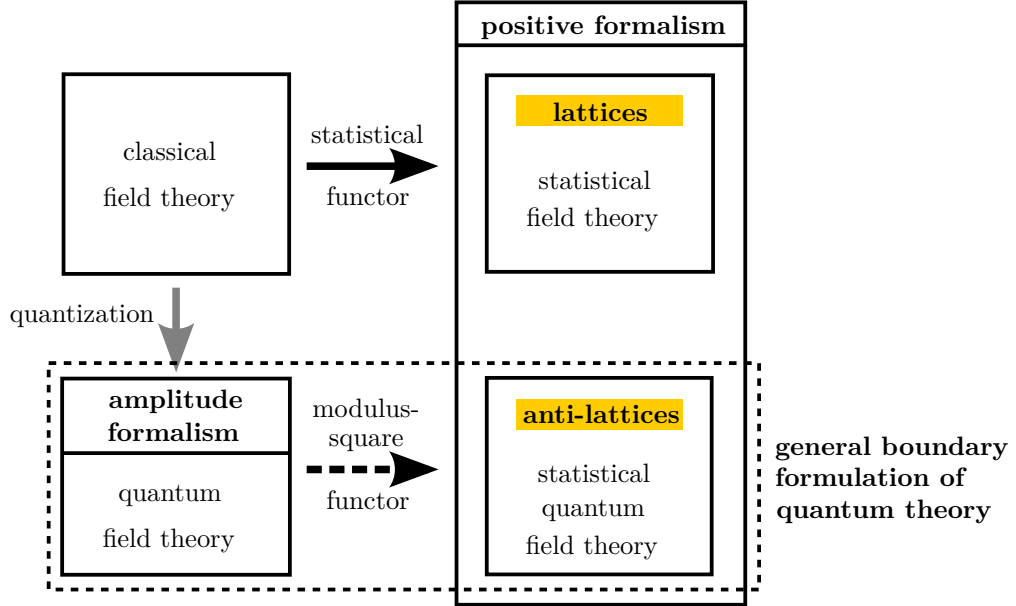 positive formalism
classical
field theory
statistical
functor
lattices
statistical
field theory
quantization
amplitude
formalism
quantum
field theory
modulus-
square
functor
anti-lattices
statistical
quantum
field theory
general boundary
formulation of
quantum theory